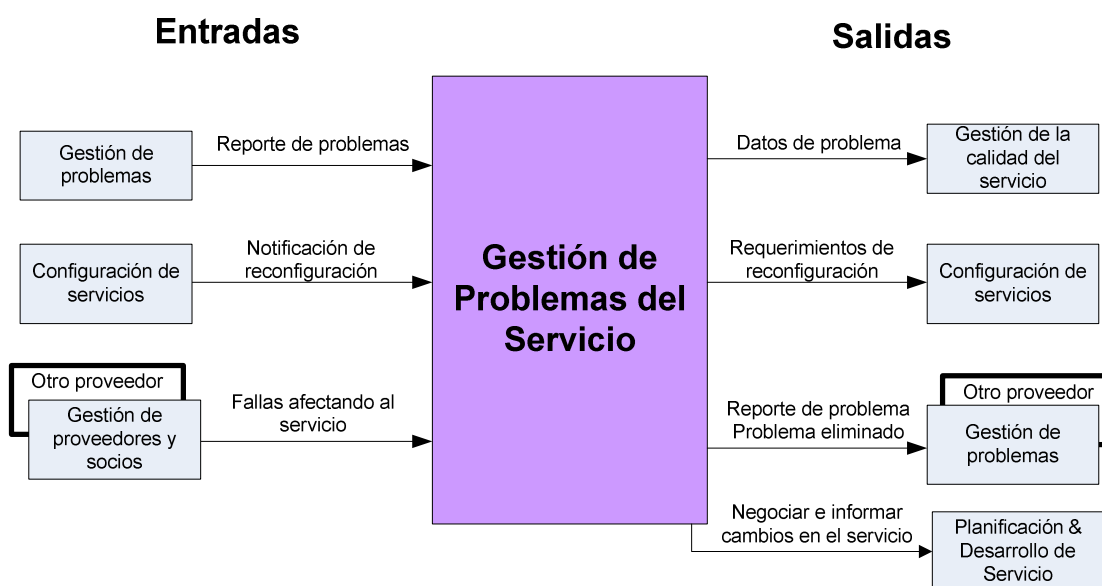 Entradas
Salidas
Gestión de
problemas
Reporte de problemas
Configuración de
servicios
Notificación de
reconfiguración
Otro proveedor
Gestión de
proveedores y
socios
Fallas afectando al
servicio
Gestión de
Problemas del
Servicio
Datos de problema
Gestión de la
calidad del
servicio
Requerimientos de
reconfiguración
Configuración de
servicios
Reporte de problema
Problema eliminado
Otro proveedor
Gestión de
problemas
Negociar e informar
cambios en el servicio
Planificación &
Desarrollo de
Servicio